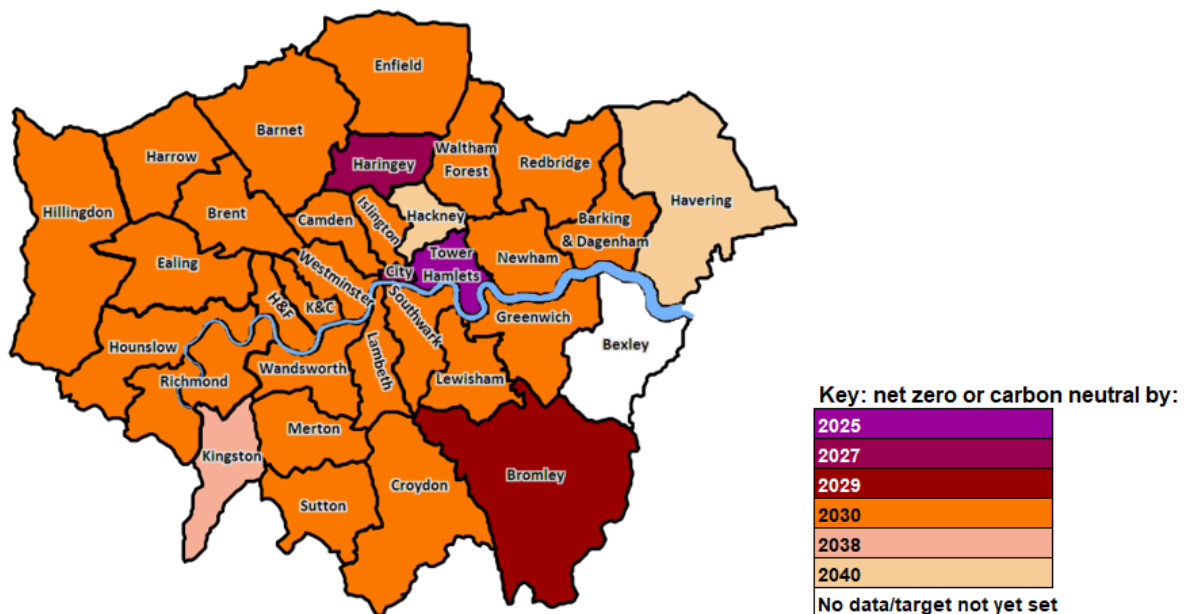 Enfield
Barnet
Harrow
Haringey
Waltham
Forest
Redbridge
Havering
Hillingdon
Brent
Camden
Islington
Hackney
Barking
& Dagenham
Ealing
Westminster
City
Tower
Hamlets
Newham
H&F
K&C
Southwark
Greenwich
Hounslow
Bexley
Richmond
Wandsworth
Lambeth
Lewisham
Kingston
Merton
Bromley
Sutton
Croydon
Key: net zero or carbon neutral by:
2025
2027
2029
2030
2038
2040
No data/target not yet set